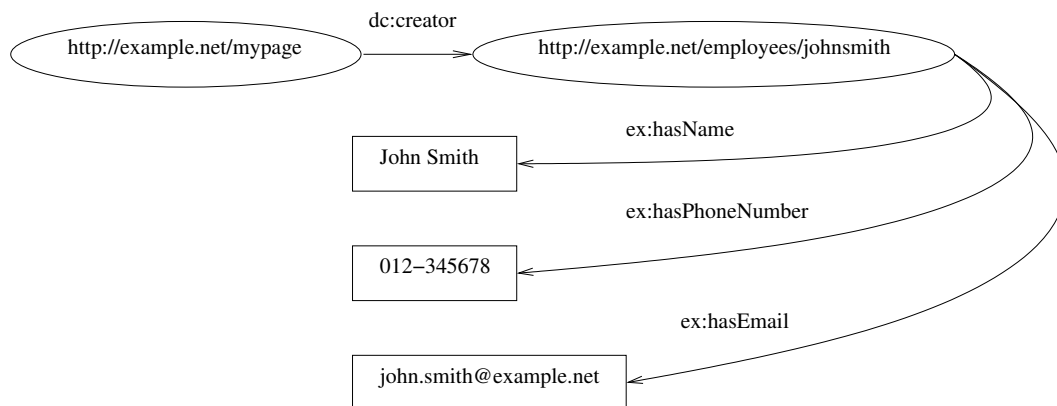 dc:creator
http://example.net/mypage
http://example.net/employees/johnsmith
ex:hasName
John Smith
ex:hasPhoneNumber
012−345678
ex:hasEmail
john.smith@example.net